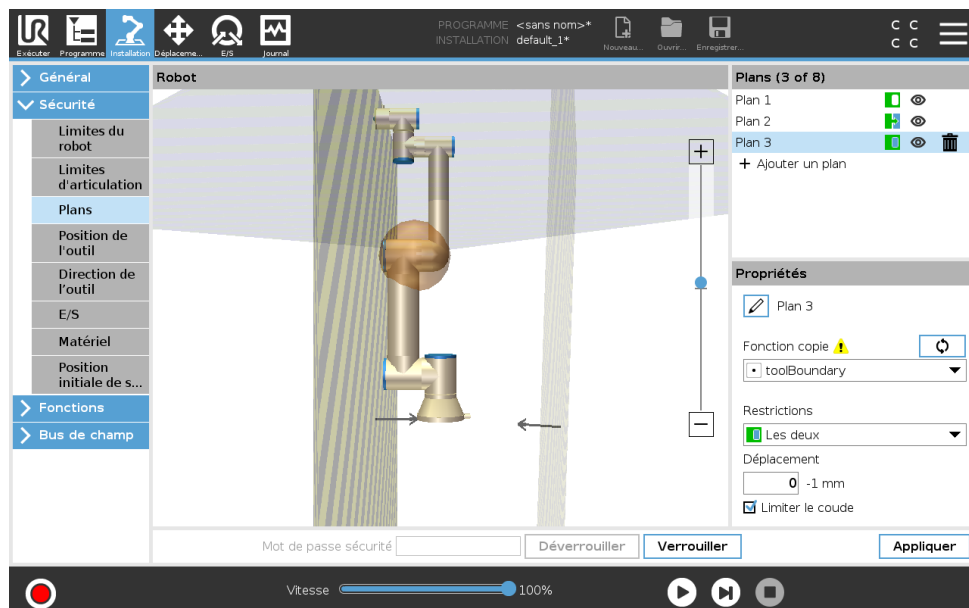 UR
PROGRAMME <sans nom>*
INSTALLATION default_1*
C C
C C
Exécuter Programme Installation Déplaceme... E/S Journal Nouveau... Ouvrir... Enregistrer...
Général
Sécurité
Limites du
robot
Limites
d'articulation
Plans
Position de
l'outil
Direction de
l'outil
E/S
Matériel
Position
initiale de s...
Fonctions
Bus de champ
Robot
Plans (3 of 8)
Plan 1
Plan 2
Plan 3
+ Ajouter un plan
Propriétés
Plan 3
Fonction copie
toolBoundary
Restrictions
Les deux
Déplacement
0 -1 mm
Limiter le coude
Mot de passe sécurité Déverrouiller Verrouiller Appliquer
Vitesse 100%